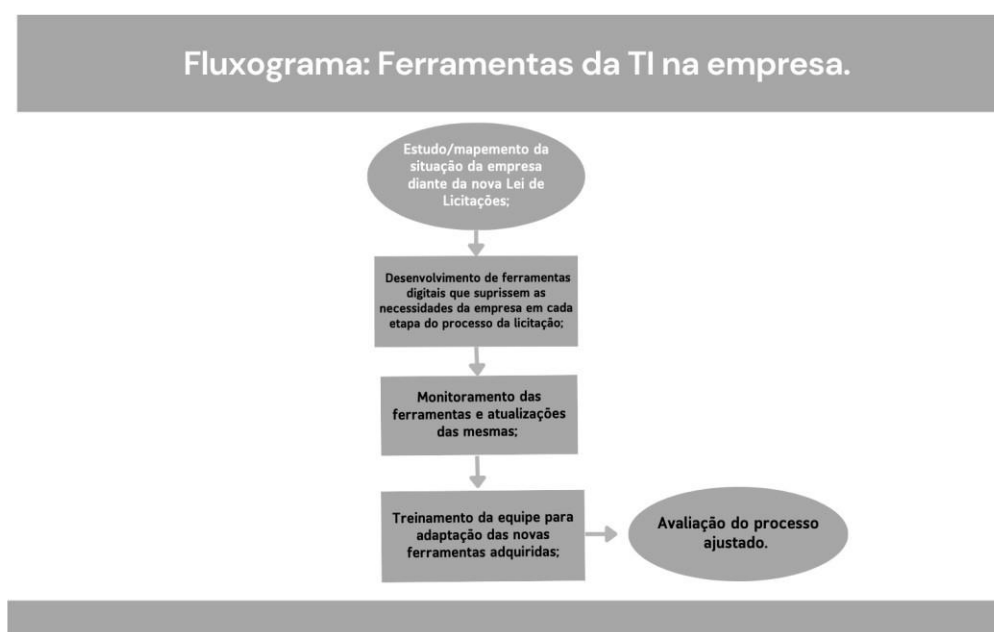 Fluxograma: Ferramentas da TI na empresa.
Estudo/mapemento da
situação da empresa
diante da nova Lei de
Licitações;
Desenvolvimento de ferramentas
digitais que suprissem as
necessidades da empresa em cada
etapa do processo da licitação;
Monitoramento das
ferramentas e atualizações
das mesmas;
Treinamento da equipe para
adaptação das novas
ferramentas adquiridas;
Avaliação do processo
ajustado.